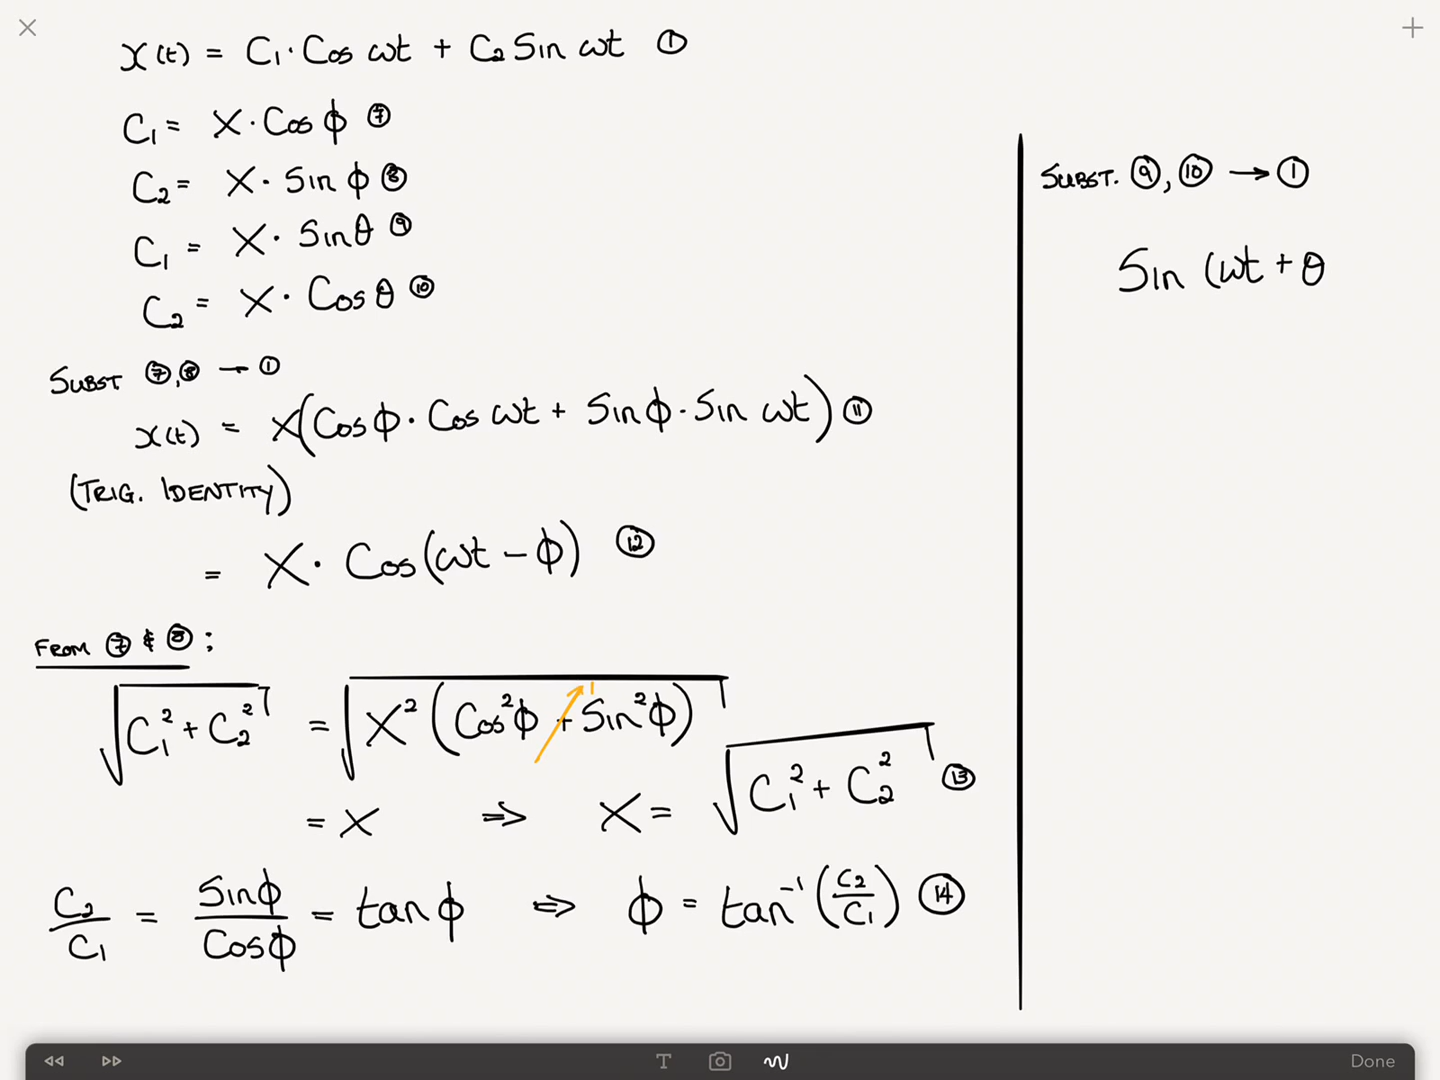 x(t) = C₁·Cos ωt + C₂ Sin ωt ①
C₁ = X·Cos ϕ ⑦
C₂ = X· Sin ϕ ⑧
C₁ = X· Sinθ ⑨
C₂ = X· Cosθ ⑩
SUBST ⑦,⑧ → ①
x(t) = X(Cosϕ· Cos ωt + Sinϕ·Sin ωt) ⑪
(TRIG. IDENTITY)
= X· Cos(ωt − ϕ) ⑫
FROM ⑦ & ⑧ :
√(C₁² + C₂²) = √(X² (Cos²ϕ + Sin²ϕ)) 1
= X ⇒ X = √(C₁² + C₂²) ⑬
C₂/C₁ = Sinϕ/Cosϕ = tan ϕ ⇒ ϕ = tan⁻¹(C₂/C₁) ⑭
SUBST. ⑨, ⑩ → ①
Sin (ωt + θ
T
Done